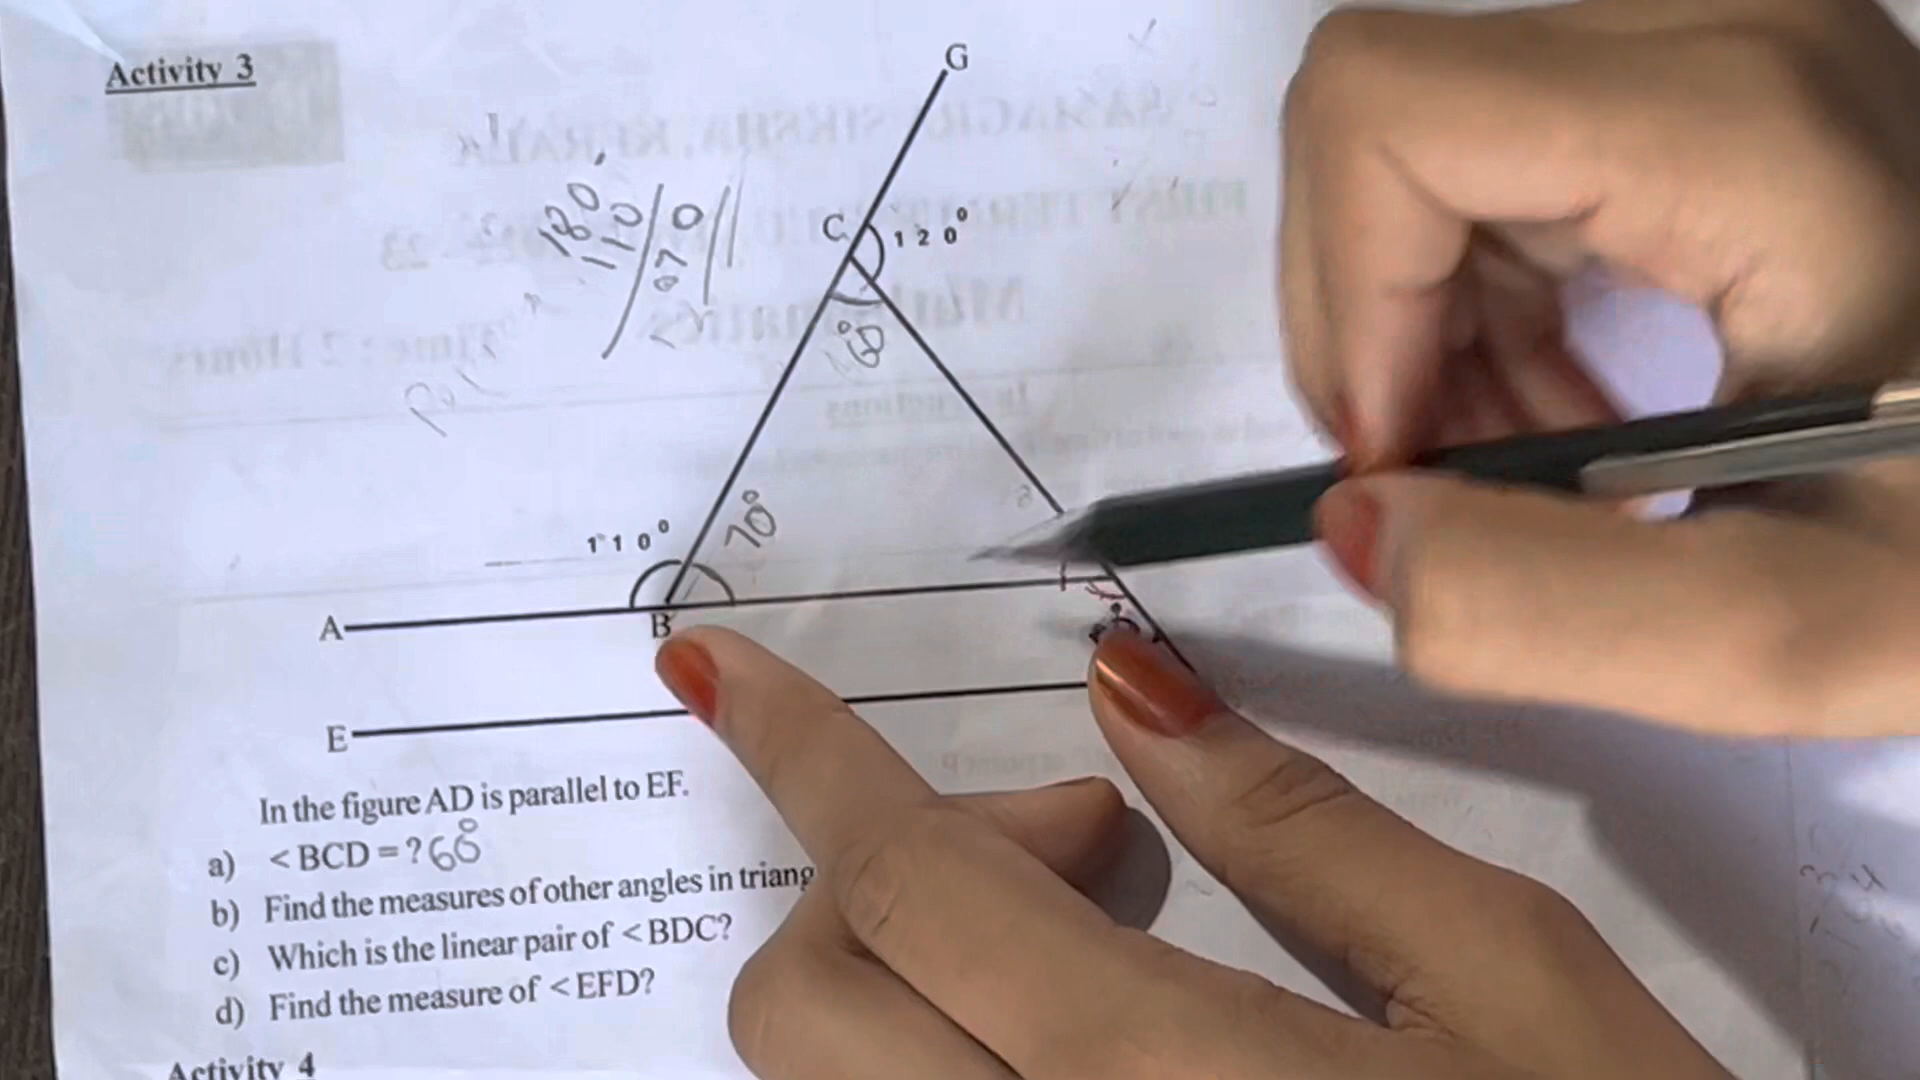 Activity 3
G
C
120°
180
110
070
60°
110°
70°
A
B
E
In the figure AD is parallel to EF.
a) < BCD = ? 60°
b) Find the measures of other angles in triang
c) Which is the linear pair of < BDC?
d) Find the measure of < EFD?
Activity 4